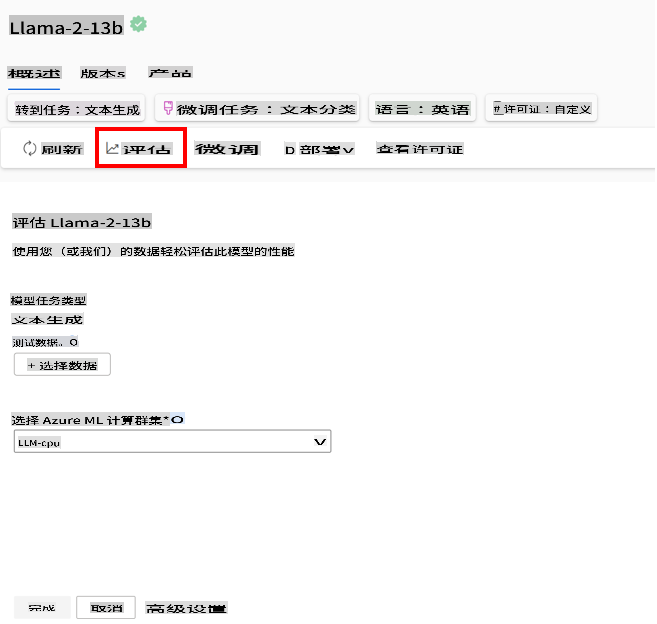 Llama-2-13b
概述 版本s 产品
转到任务：文本生成 微调任务：文本分类 语言：英语 #许可证：自定义
刷新 评估 微调 D 部署 查看许可证
评估 Llama-2-13b
使用您（或我们）的数据轻松评估此模型的性能
模型任务类型
文本生成
测试数据。O
+ 选择数据
选择 Azure ML 计算群集*O
LLM-cpu
完成 取消 高级设置